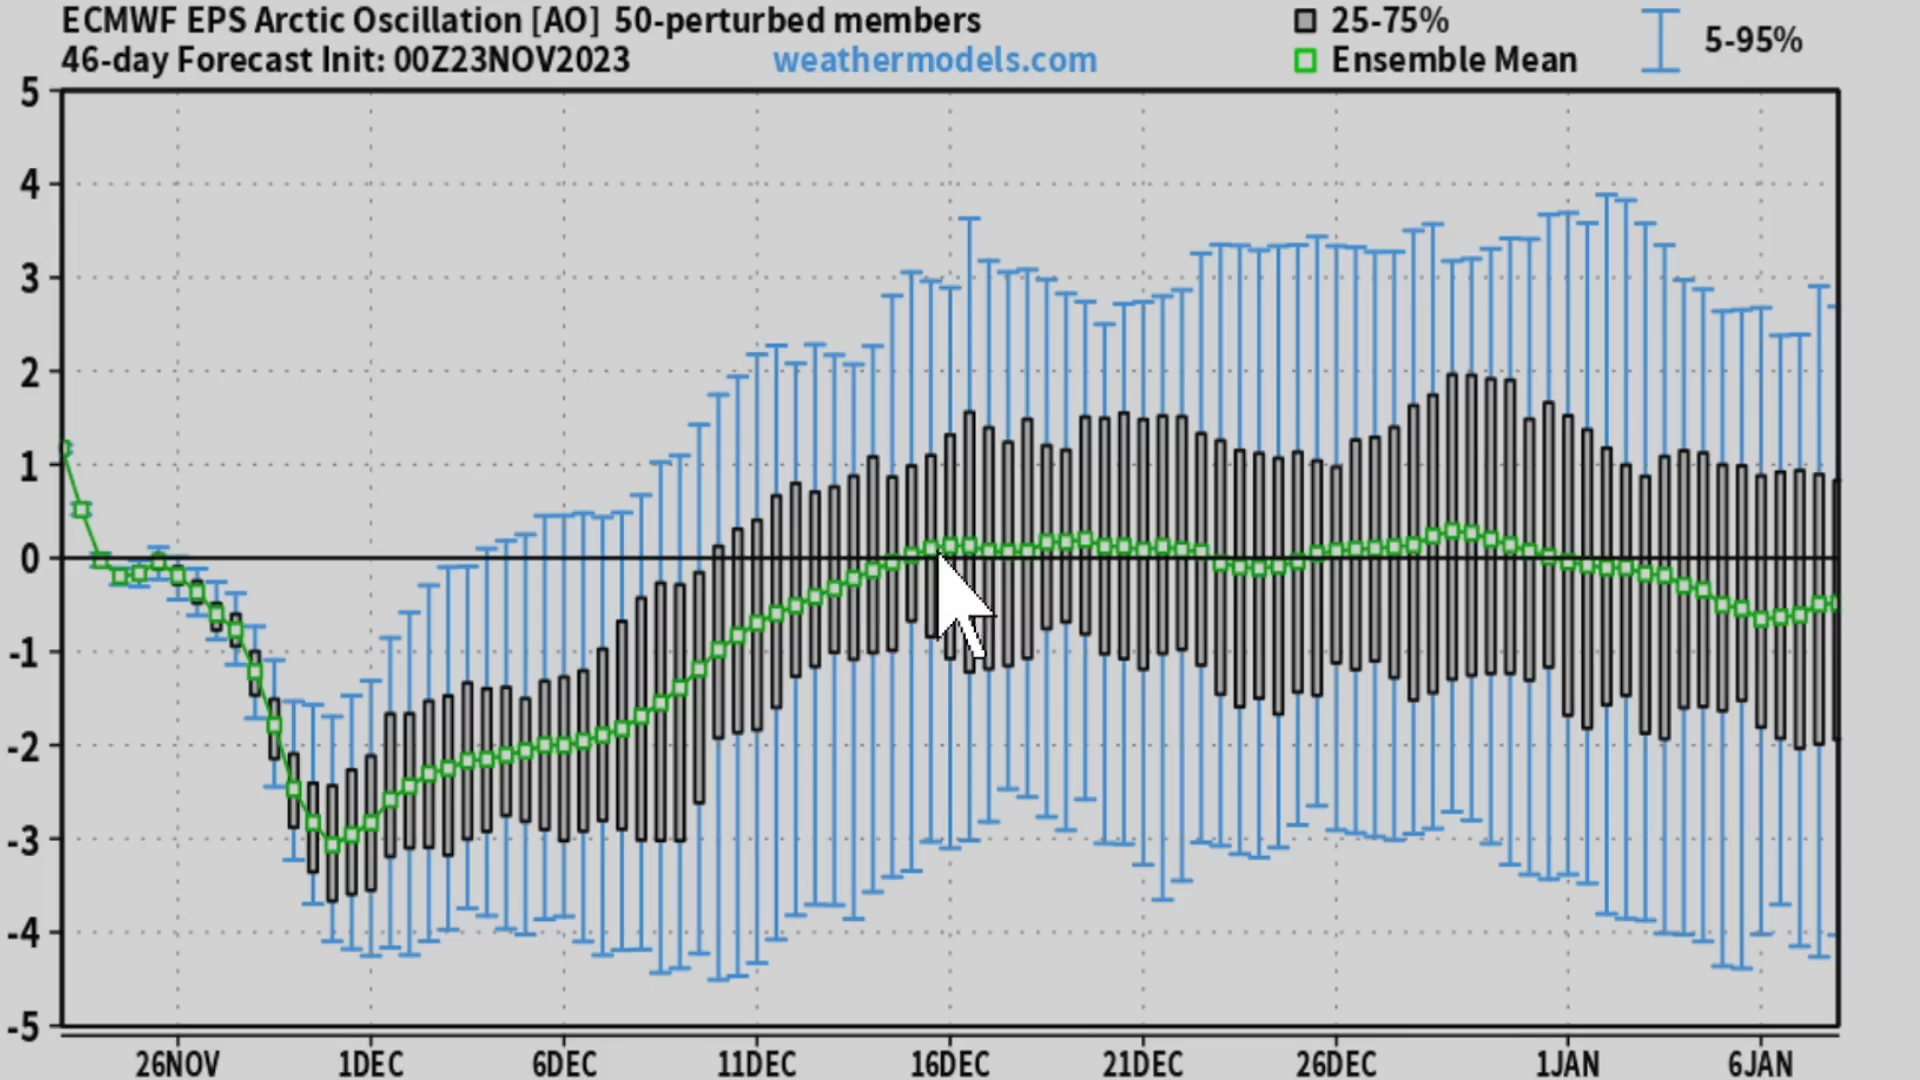 ECMWF EPS Arctic Oscillation [AO] 50-perturbed members
46-day Forecast Init: 00Z23NOV2023
weathermodels.com
25-75%
Ensemble Mean
5-95%
5
4
3
2
1
0
-1
-2
-3
-4
-5
26NOV 1DEC 6DEC 11DEC 16DEC 21DEC 26DEC 1JAN 6JAN